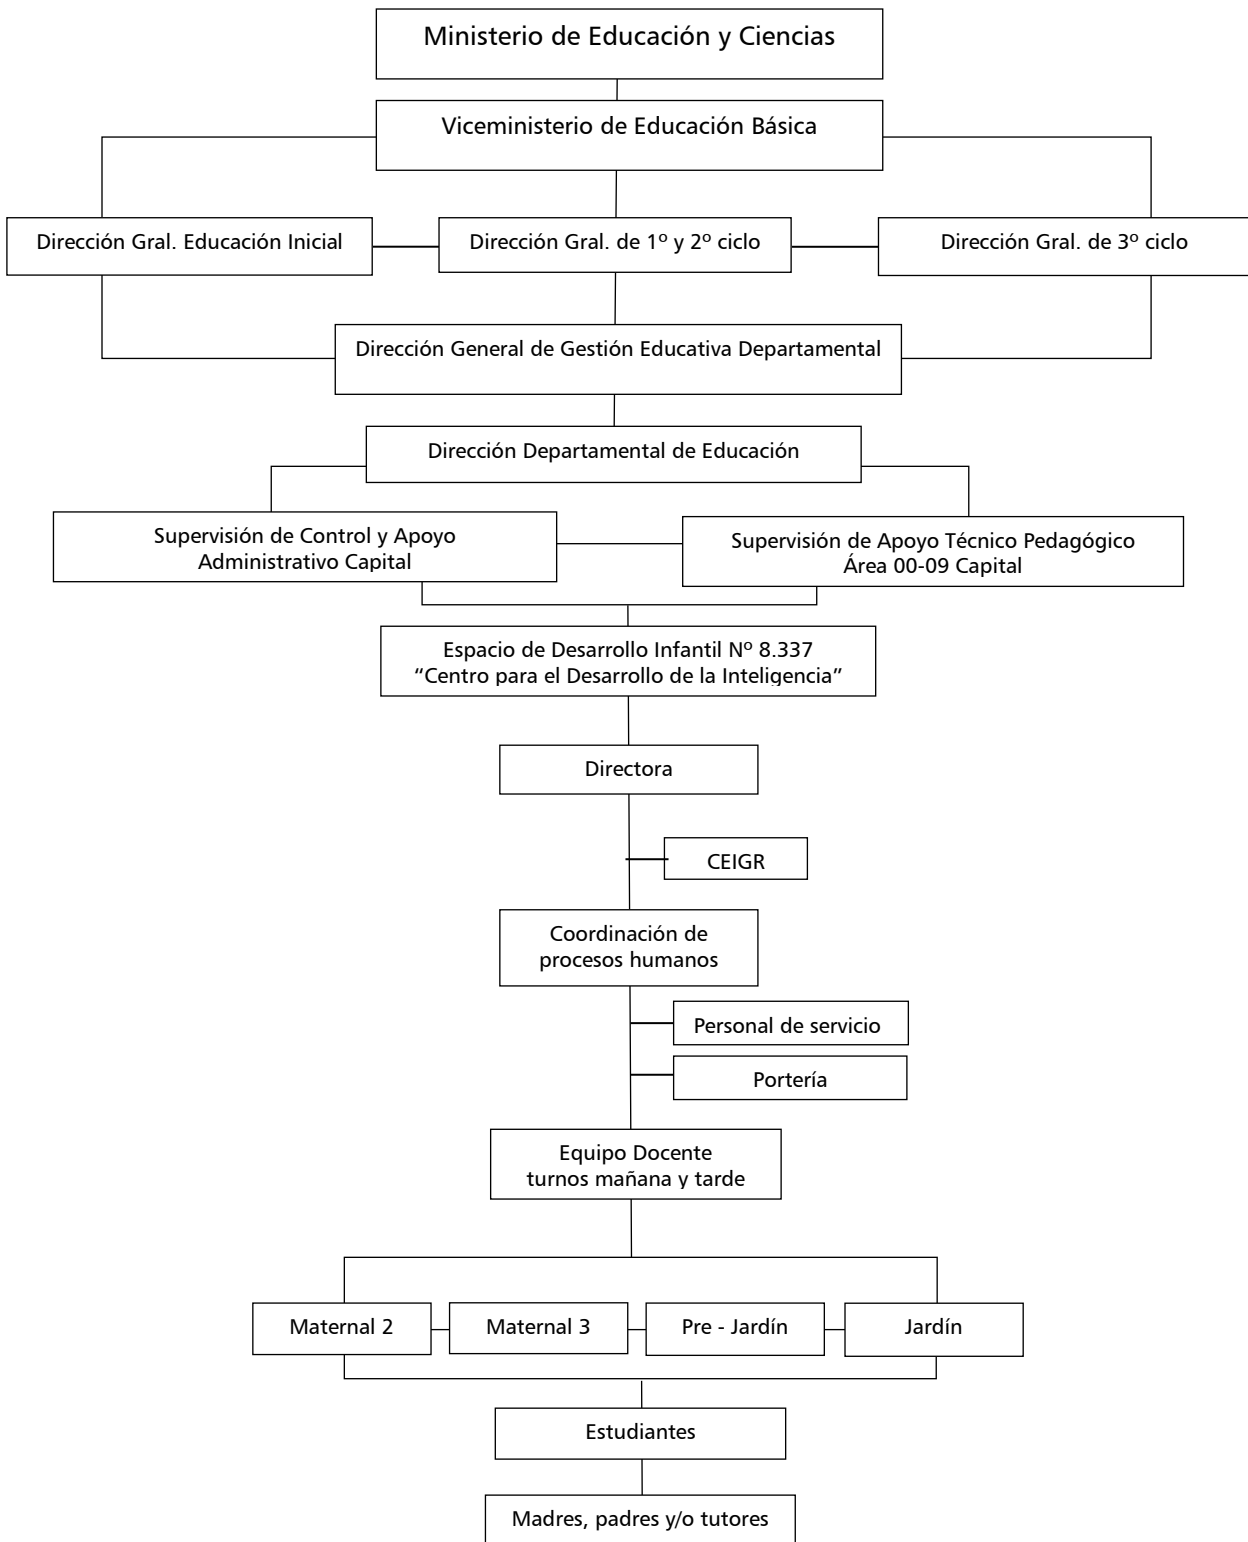 Ministerio de Educación y Ciencias
Viceministerio de Educación Básica
Dirección Gral. Educación Inicial
Dirección Gral. de 1º y 2º ciclo
Dirección Gral. de 3º ciclo
Dirección General de Gestión Educativa Departamental
Dirección Departamental de Educación
Supervisión de Control y Apoyo
Administrativo Capital
Supervisión de Apoyo Técnico Pedagógico
Área 00-09 Capital
Espacio de Desarrollo Infantil Nº 8.337
“Centro para el Desarrollo de la Inteligencia”
Directora
CEIGR
Coordinación de
procesos humanos
Personal de servicio
Portería
Equipo Docente
turnos mañana y tarde
Maternal 2
Maternal 3
Pre - Jardín
Jardín
Estudiantes
Madres, padres y/o tutores